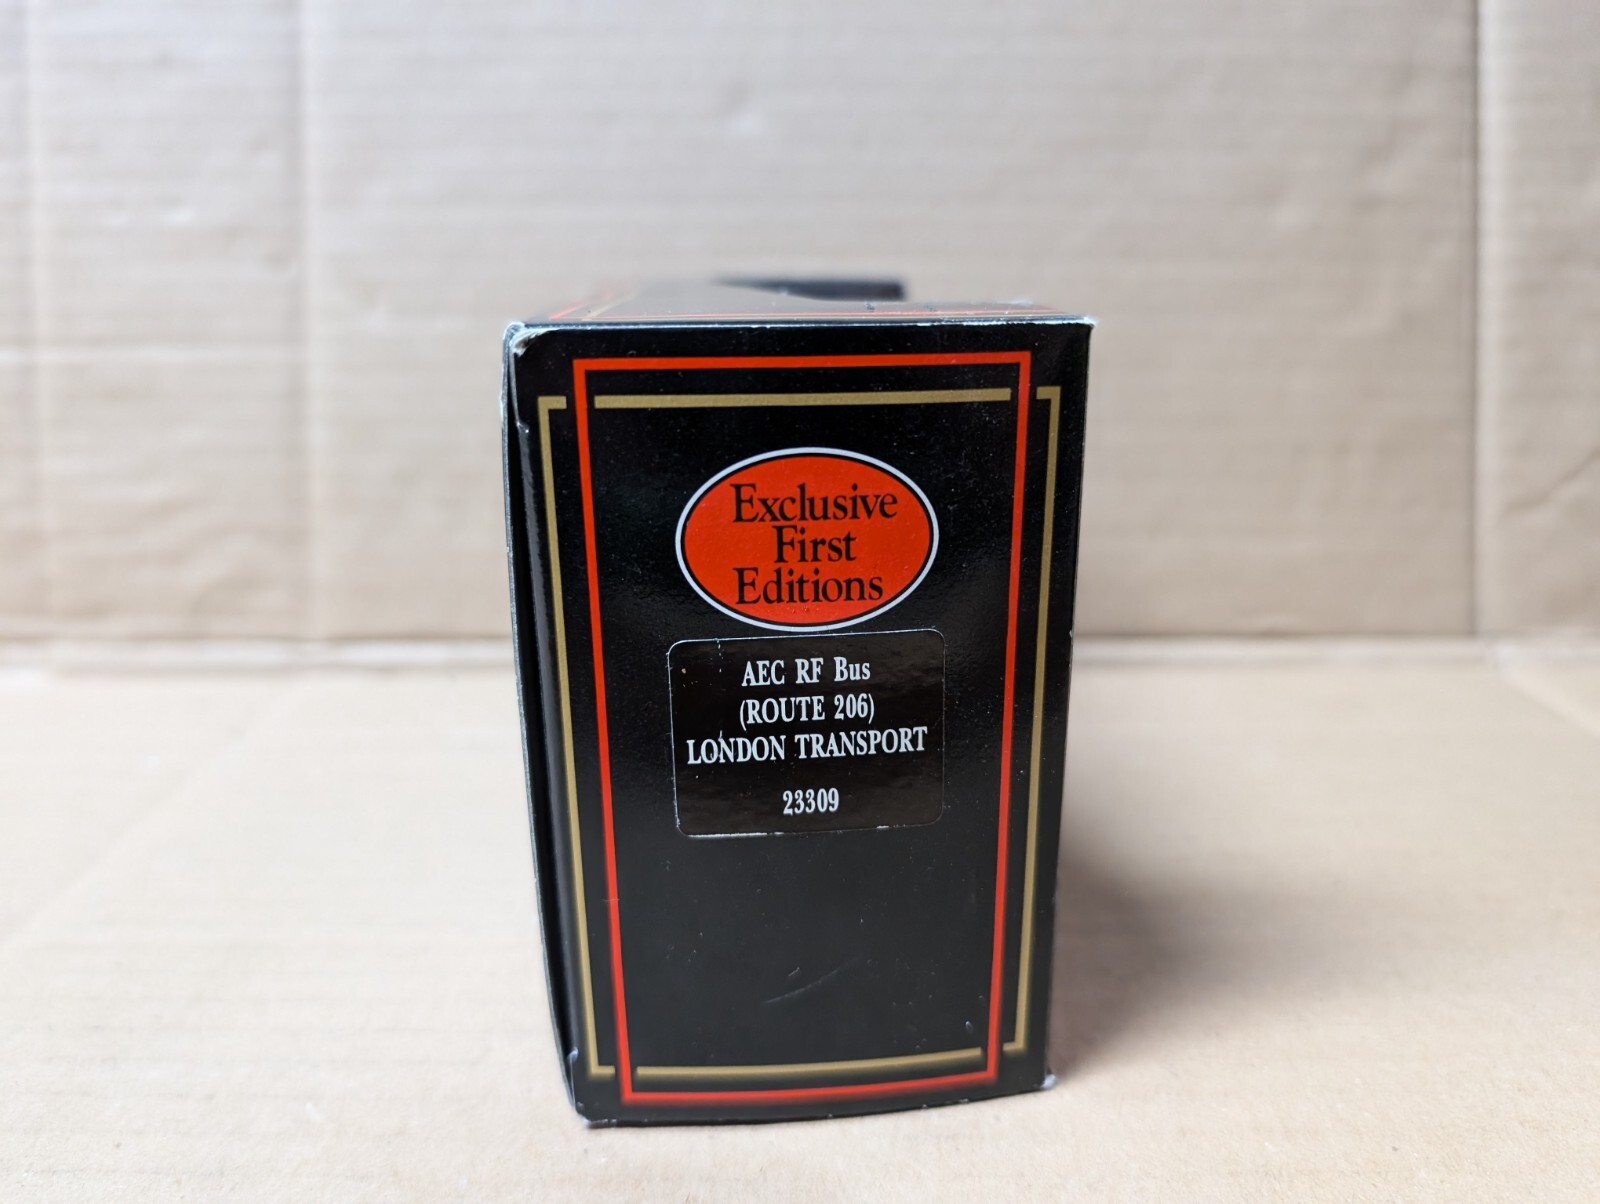 Exclusive
First
Editions
AEC RF Bus
(ROUTE 206)
LONDON TRANSPORT
23309